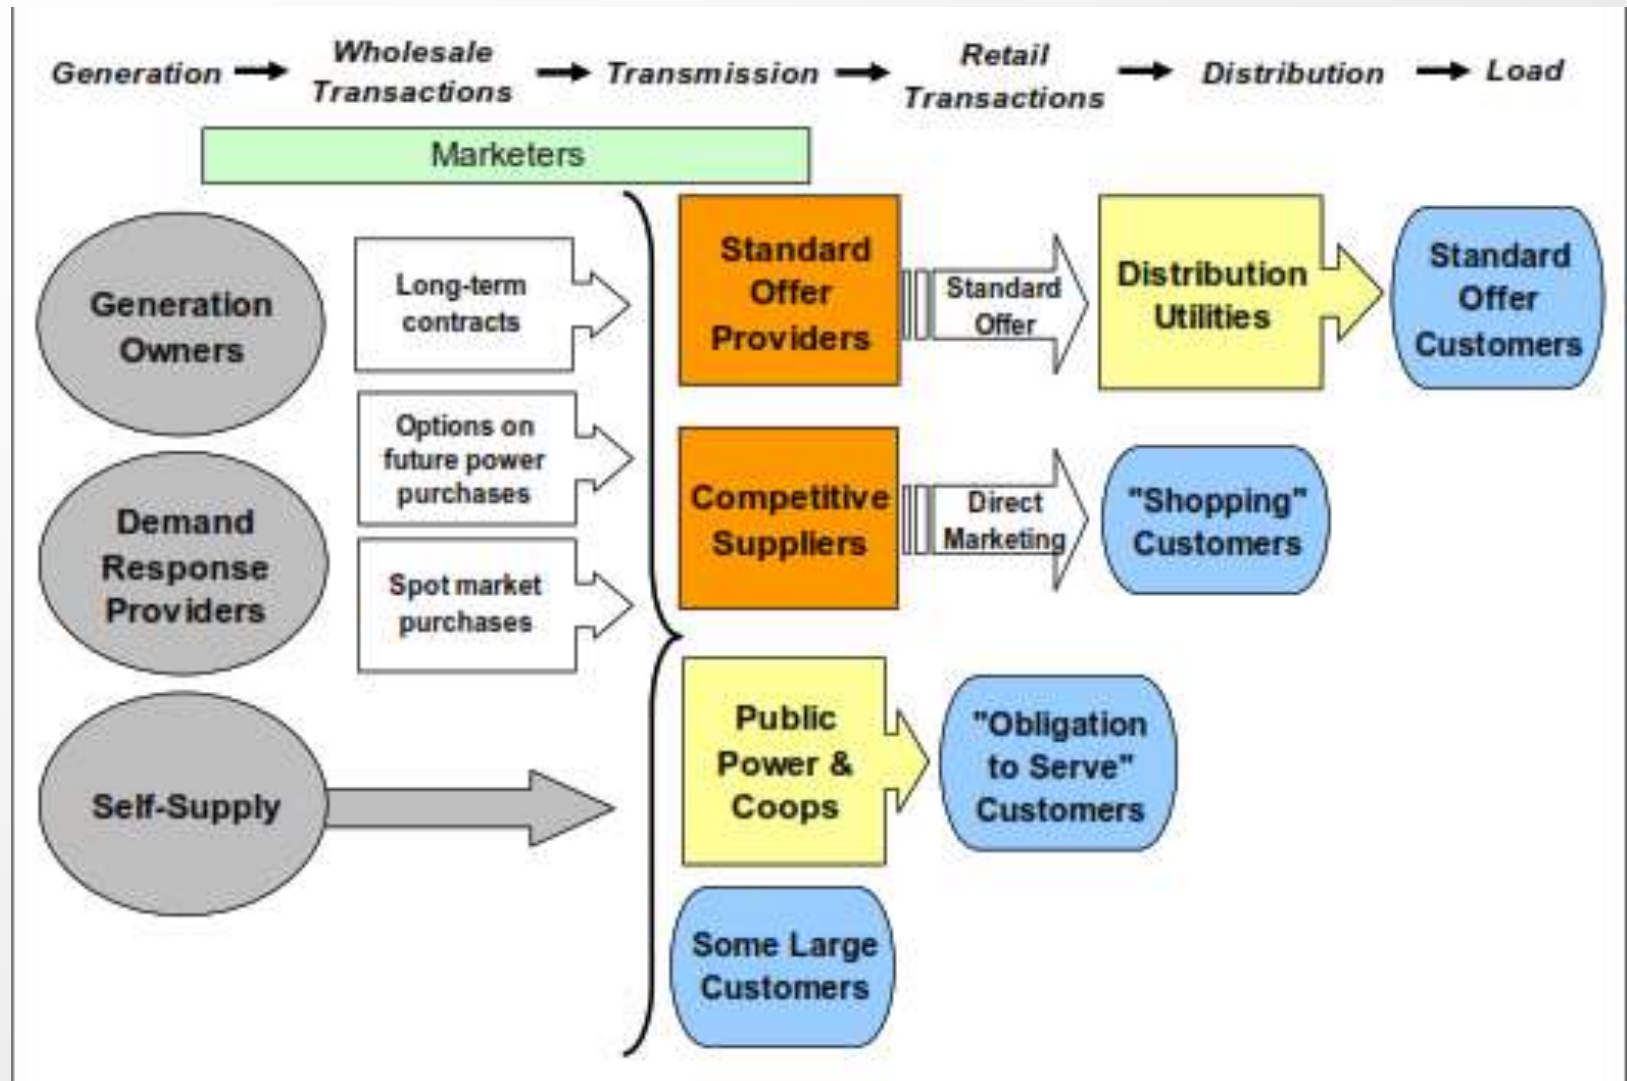 Generation
Wholesale
Transactions
Transmission
Retail
Transactions
Distribution
Load
Marketers
Generation
Owners
Long-term
contracts
Standard
Offer
Providers
Standard
Offer
Distribution
Utilities
Standard
Offer
Customers
Options on
future power
purchases
Demand
Response
Providers
Spot market
purchases
Competitive
Suppliers
Direct
Marketing
"Shopping"
Customers
Self-Supply
Public
Power &
Coops
"Obligation
to Serve"
Customers
Some Large
Customers